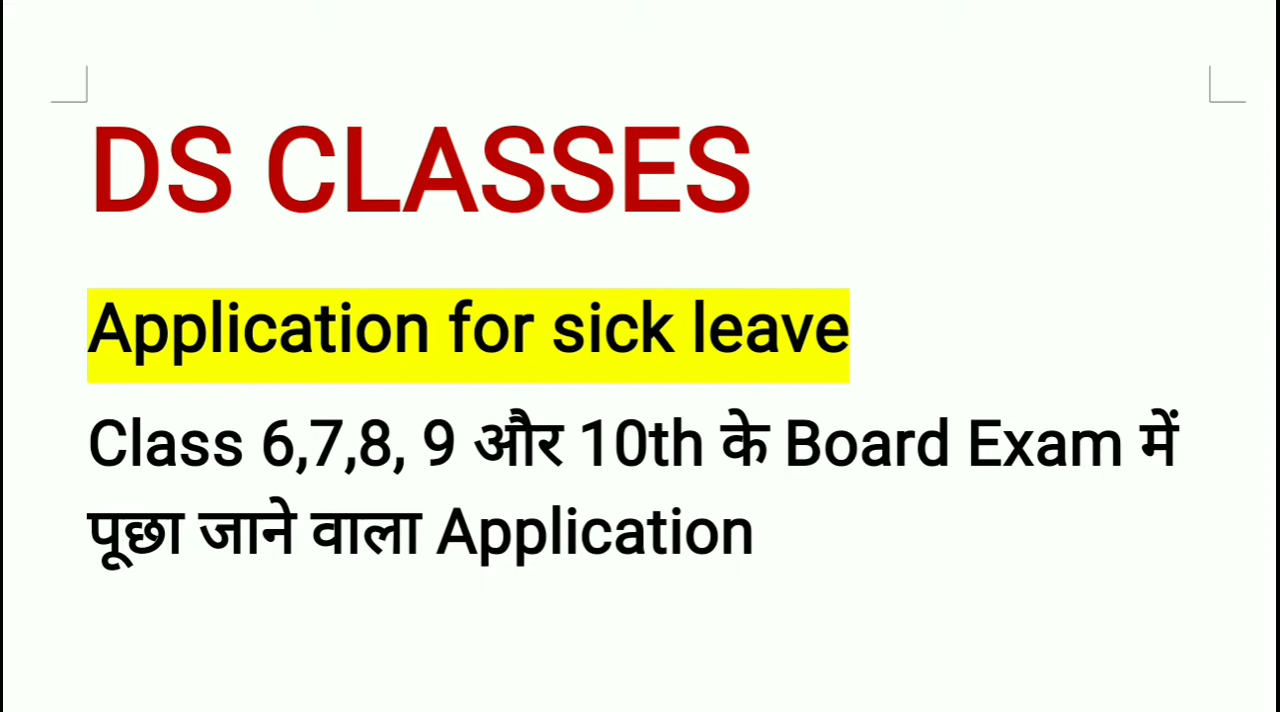 DS CLASSES
Application for sick leave
Class 6,7,8, 9 और 10th के Board Exam में
पूछा जाने वाला Application